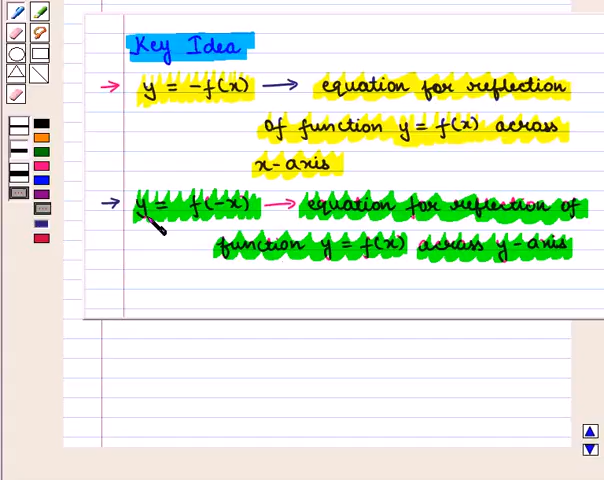 Key Idea
→ y = -f(x) → equation for reflection
of function y = f(x) across
x-axis
→ y = f(-x) → equation for reflection of
function y = f(x) across y-axis